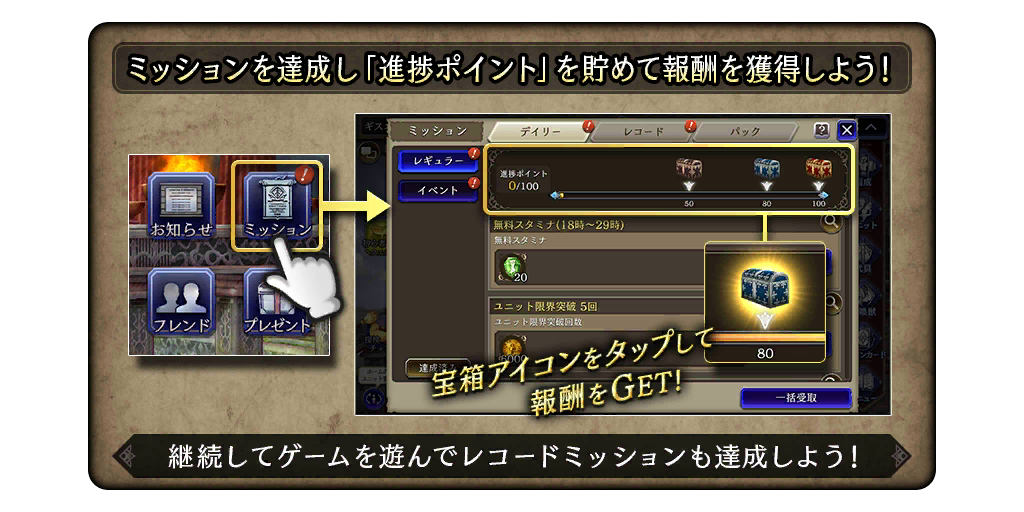 ミッションを達成し「進捗ポイント」を貯めて報酬を獲得しよう!
お知らせ
ミッション
フレンド
プレゼント
ミッション
デイリー
レコード
パック
?
レギュラー
イベント
進捗ポイント
0/100
50
80
100
無料スタミナ(18時～29時)
無料スタミナ
20
ユニット限界突破 5回
ユニット限界突破回数
6000
80
宝箱アイコンをタップして
報酬をGET!
一括受取
継続してゲームを遊んでレコードミッションも達成しよう!